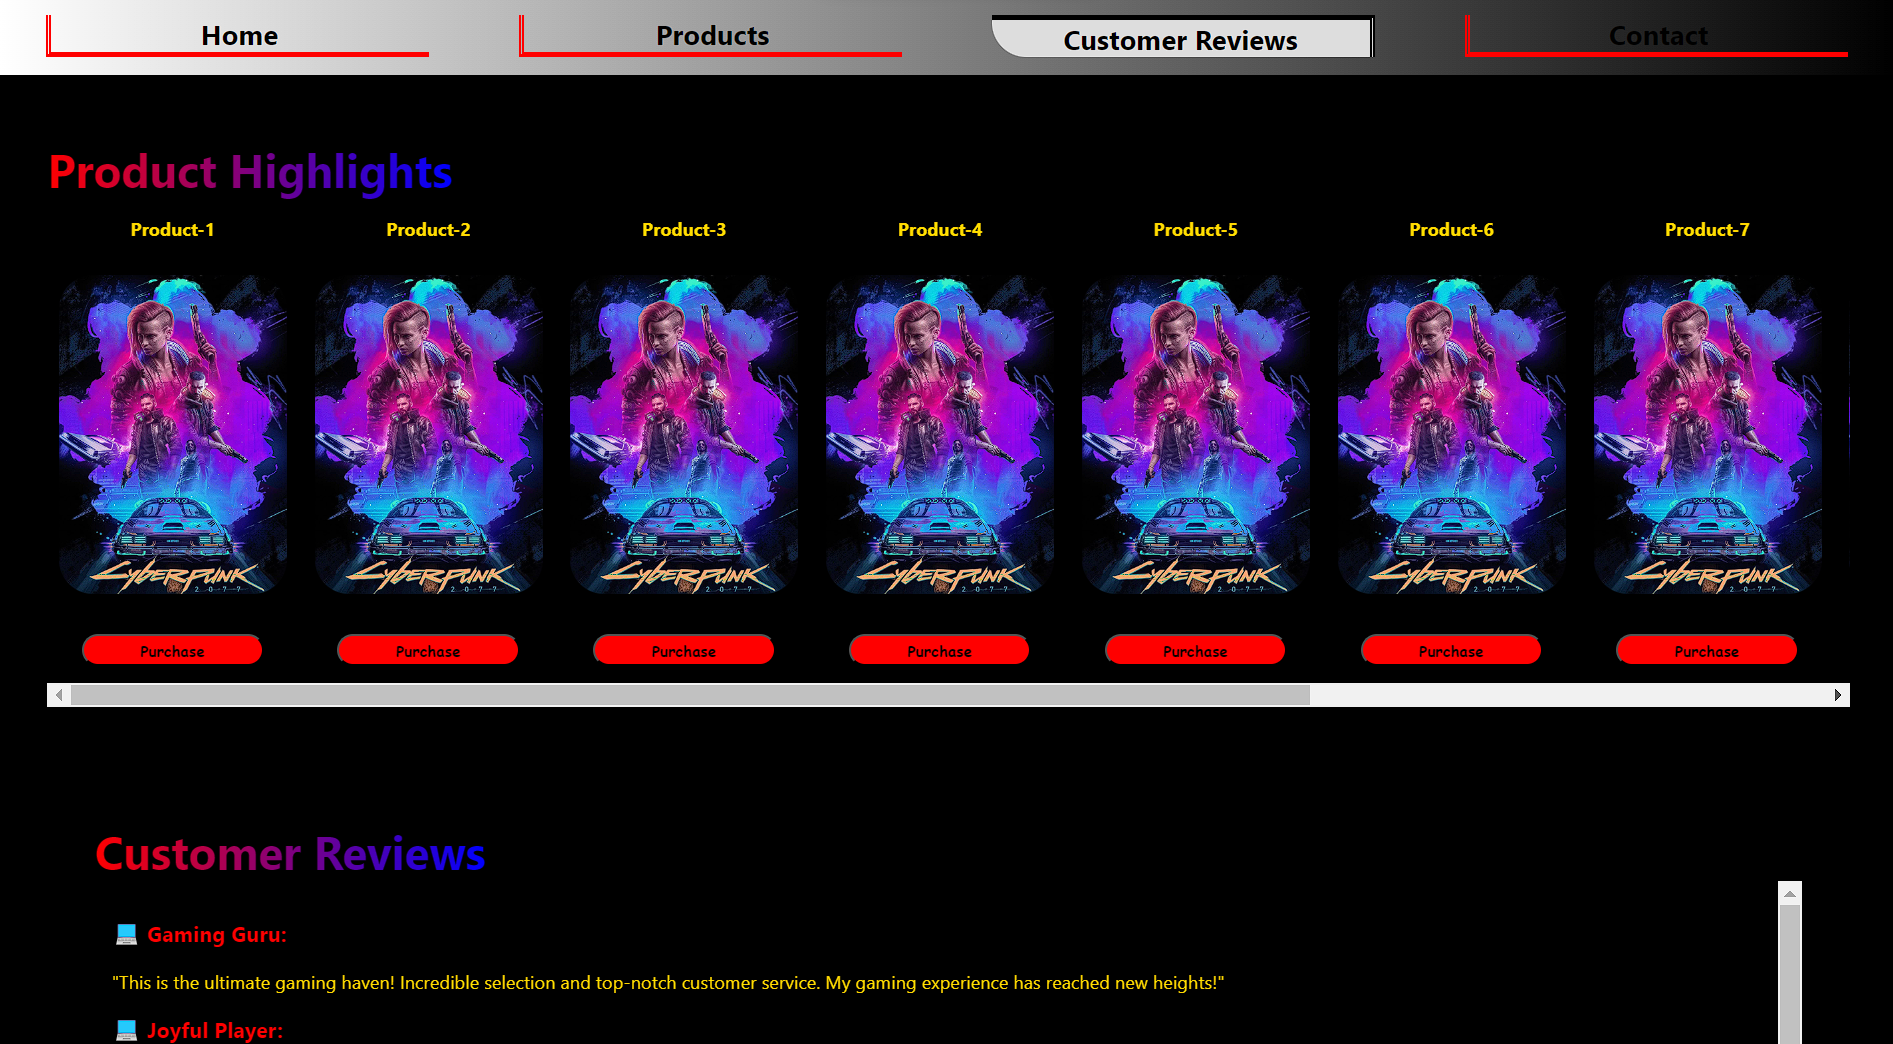 Home Products Customer Reviews Contact
Product Highlights
Product-1 Product-2 Product-3 Product-4 Product-5 Product-6 Product-7
CYBERPUNK CYBERPUNK CYBERPUNK CYBERPUNK CYBERPUNK CYBERPUNK CYBERPUNK
2077 2077 2077 2077 2077 2077 2077
Purchase Purchase Purchase Purchase Purchase Purchase Purchase
Customer Reviews
Gaming Guru:
"This is the ultimate gaming haven! Incredible selection and top-notch customer service. My gaming experience has reached new heights!"
Joyful Player: